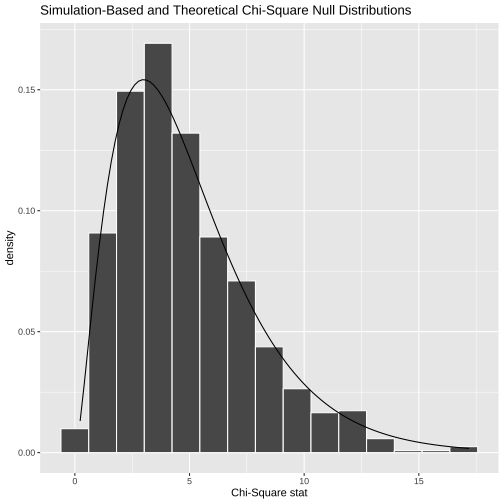 Simulation-Based and Theoretical Chi-Square Null Distributions
density
0.15
0.10
0.05
0.00
0 5 10 15
Chi-Square stat